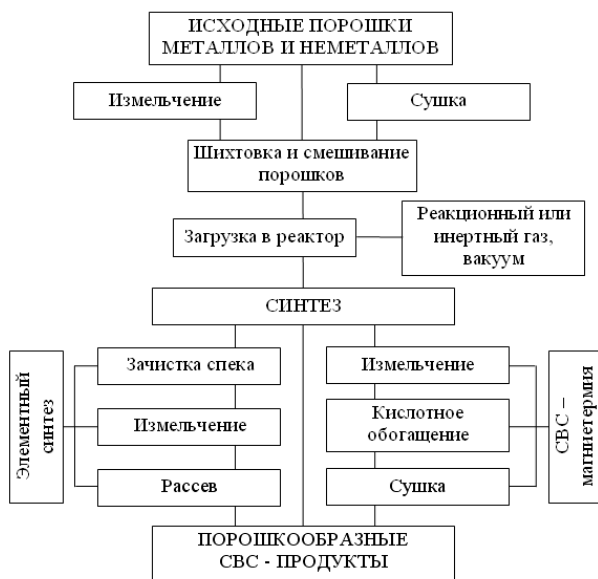 ИСХОДНЫЕ ПОРОШКИ
МЕТАЛЛОВ И НЕМЕТАЛЛОВ
Измельчение
Сушка
Шихтовка и смешивание
порошков
Загрузка в реактор
Реакционный или
инертный газ,
вакуум
СИНТЕЗ
Элементный
синтез
Зачистка спека
Измельчение
Рассев
Измельчение
Кислотное
обогащение
Сушка
СВС –
магниетермия
ПОРОШКООБРАЗНЫЕ
СВС - ПРОДУКТЫ